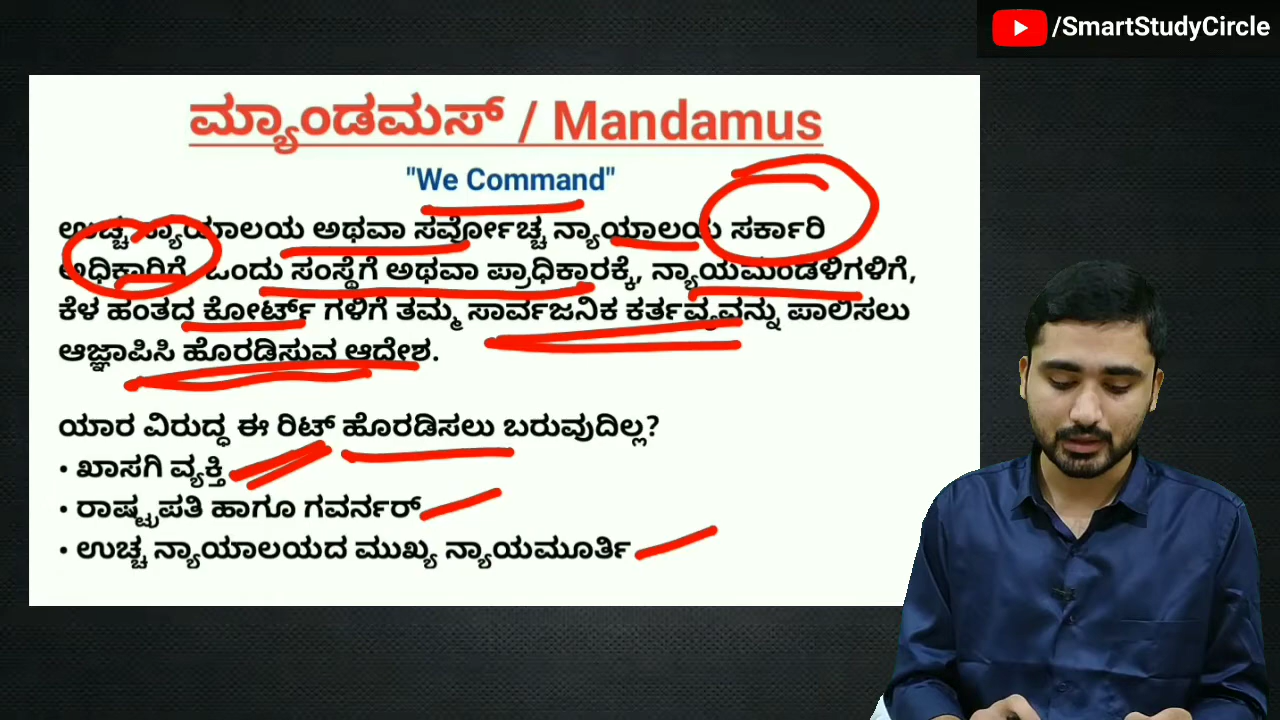 /SmartStudyCircle
ಮ್ಯಾಂಡಮಸ್ / Mandamus
"We Command"
ಉಚ್ಚ ನ್ಯಾಯಾಲಯ ಅಥವಾ ಸರ್ವೋಚ್ಚ ನ್ಯಾಯಾಲಯ ಸರ್ಕಾರಿ
ಅಧಿಕಾರಿಗೆ, ಒಂದು ಸಂಸ್ಥೆಗೆ ಅಥವಾ ಪ್ರಾಧಿಕಾರಕ್ಕೆ, ನ್ಯಾಯಮಂಡಳಿಗಳಿಗೆ,
ಕೆಳ ಹಂತದ ಕೋರ್ಟ್ ಗಳಿಗೆ ತಮ್ಮ ಸಾರ್ವಜನಿಕ ಕರ್ತವ್ಯವನ್ನು ಪಾಲಿಸಲು
ಆಜ್ಞಾಪಿಸಿ ಹೊರಡಿಸುವ ಆದೇಶ.
ಯಾರ ವಿರುದ್ಧ ಈ ರಿಟ್ ಹೊರಡಿಸಲು ಬರುವುದಿಲ್ಲ?
• ಖಾಸಗಿ ವ್ಯಕ್ತಿ
• ರಾಷ್ಟ್ರಪತಿ ಹಾಗೂ ಗವರ್ನರ್
• ಉಚ್ಚ ನ್ಯಾಯಾಲಯದ ಮುಖ್ಯ ನ್ಯಾಯಮೂರ್ತಿ